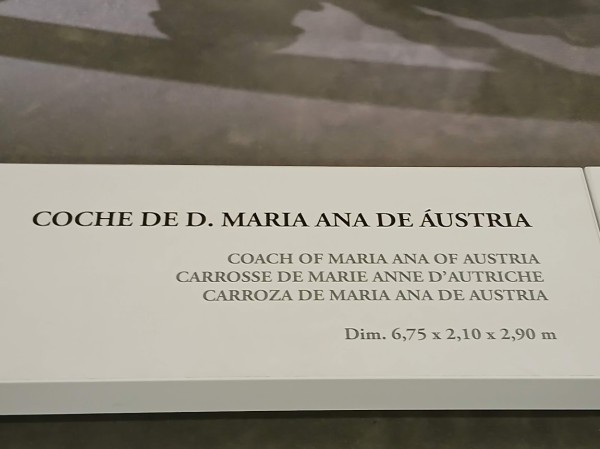 COCHE DE D. MARIA ANA DE ÁUSTRIA
COACH OF MARIA ANA OF AUSTRIA
CARROSSE DE MARIE ANNE D'AUTRICHE
CARROZA DE MARIA ANA DE AUSTRIA
Dim. 6,75 x 2,10 x 2,90 m